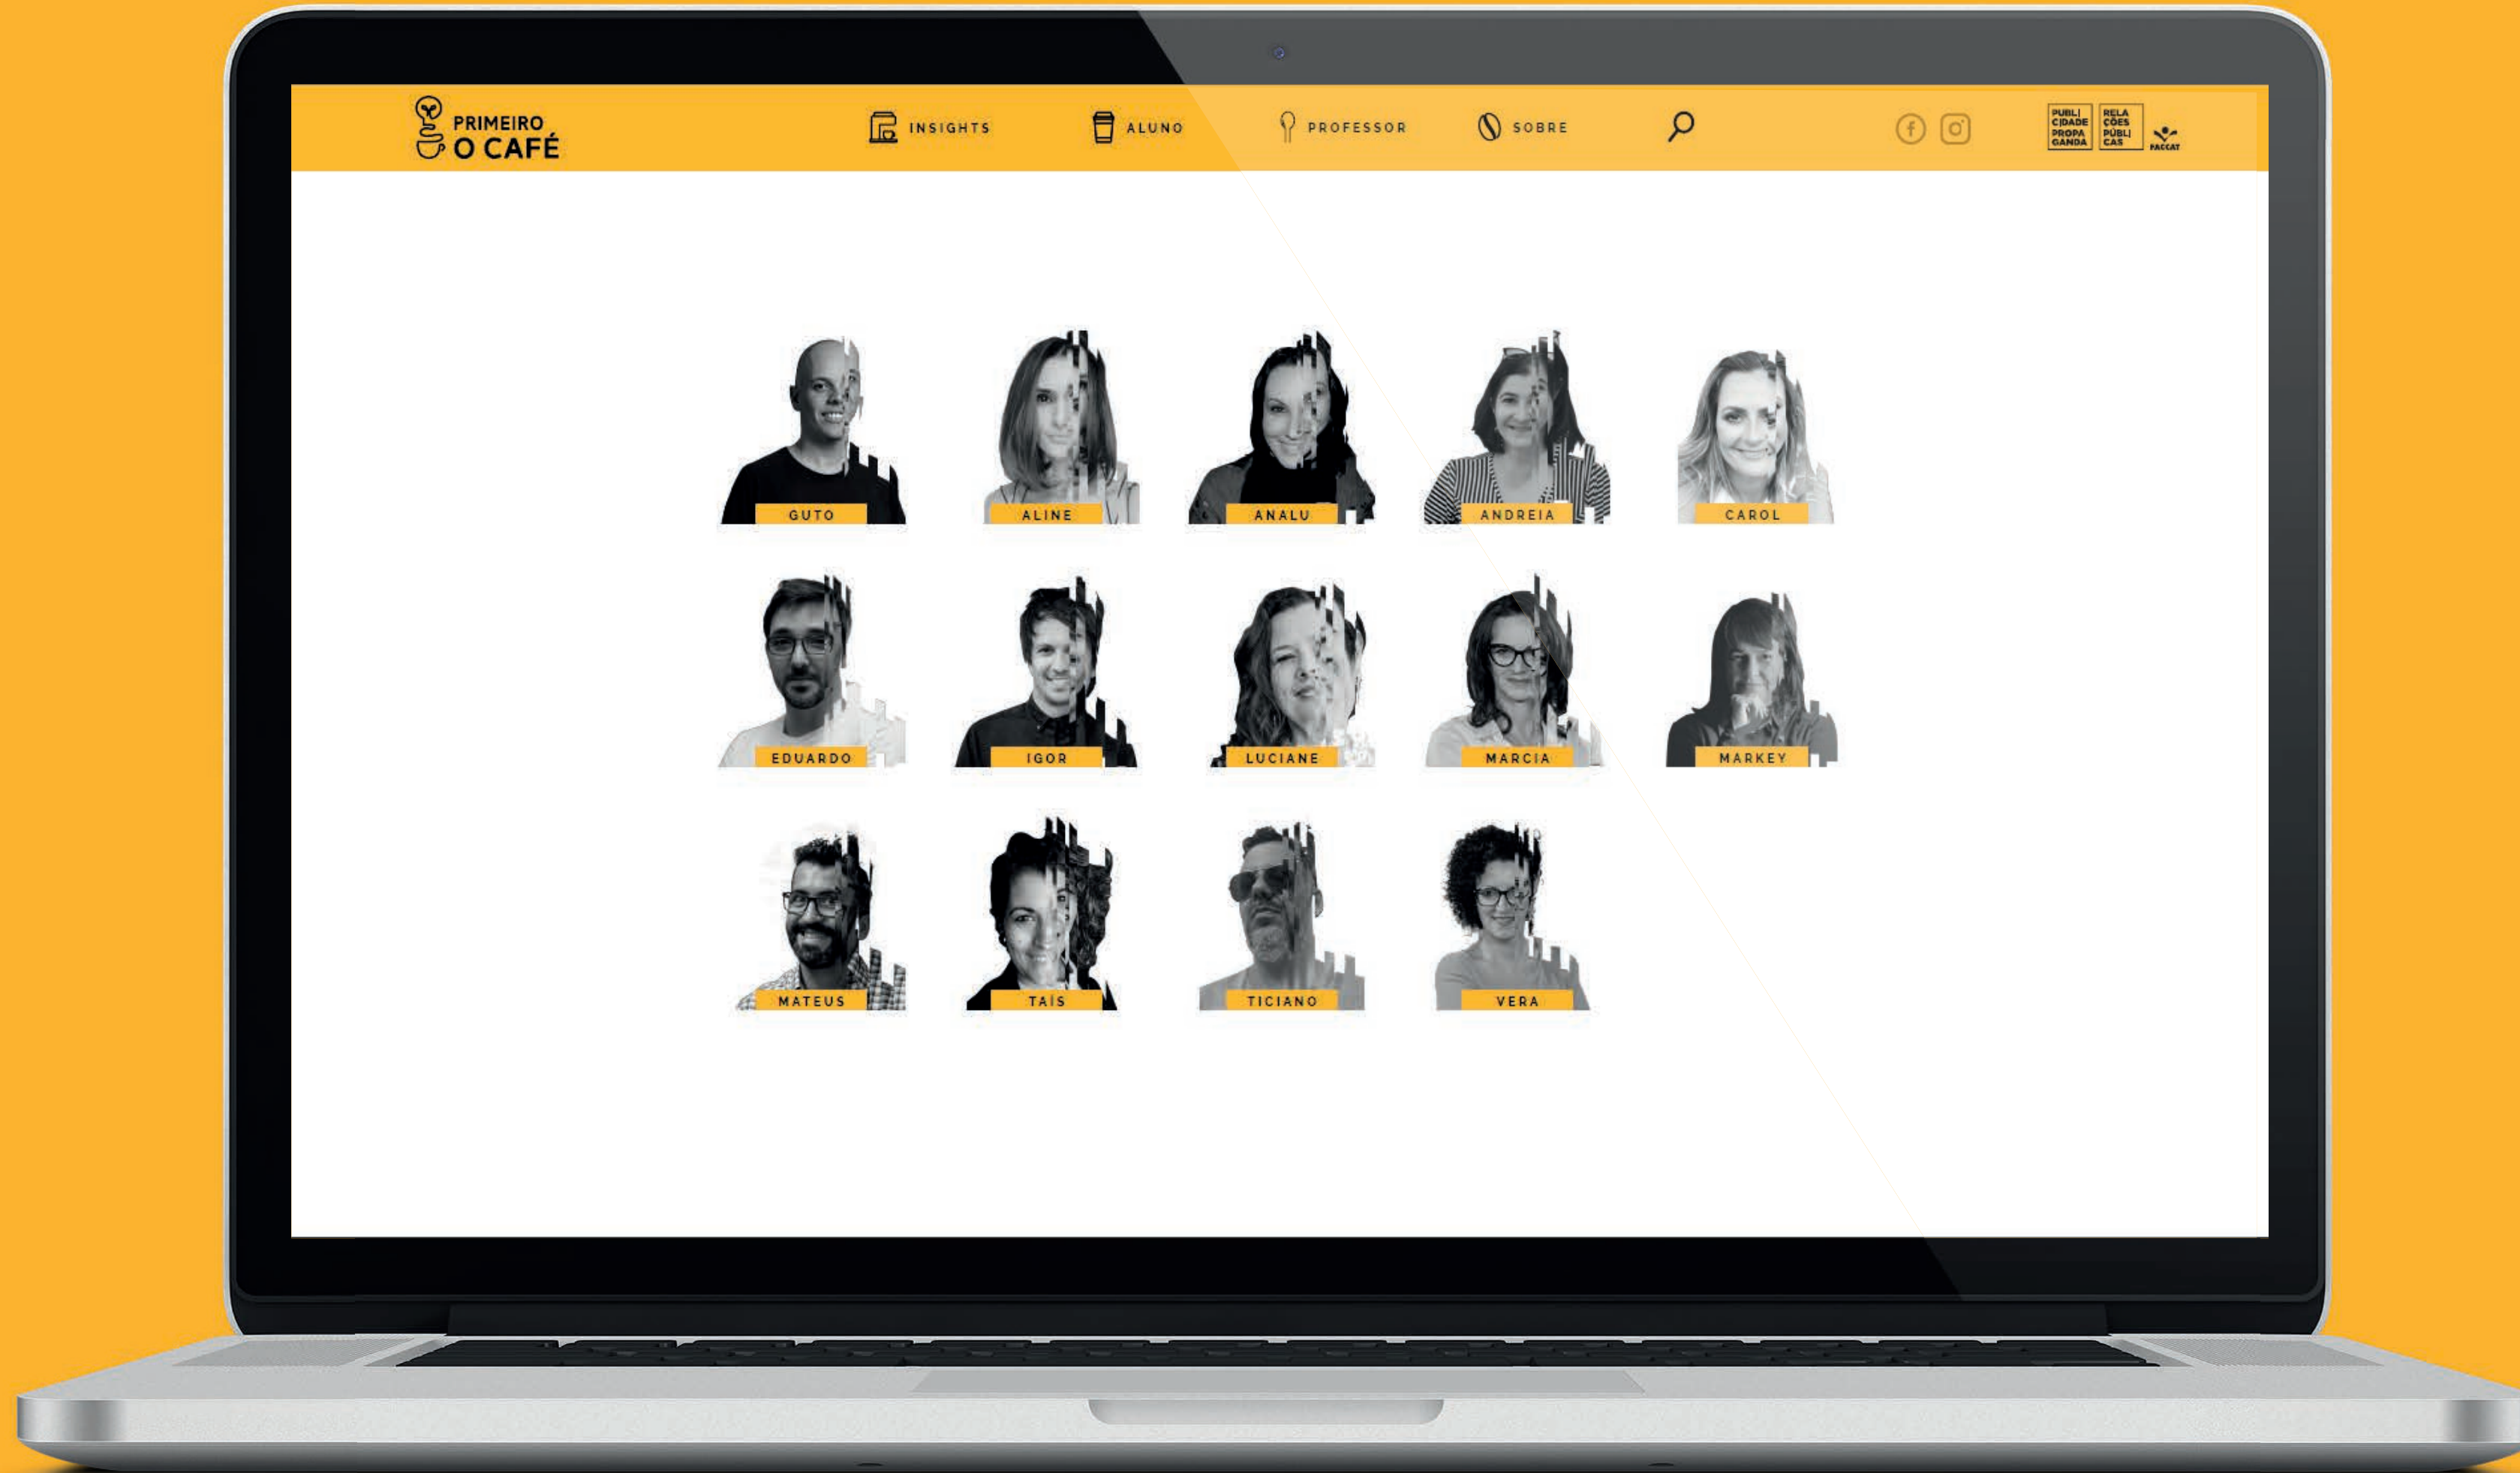 PRIMEIRO
O CAFÉ
INSIGHTS
ALUNO
PROFESSOR
SOBRE
PUBLI
CIDADE
PROPA
GANDA
RELA
ÇÕES
PÚBLI
CAS
FACCAT
GUTO
ALINE
ANALU
ANDREIA
CAROL
EDUARDO
IGOR
LUCIANE
MARCIA
MARKEY
MATEUS
TAÍS
TICIANO
VERA